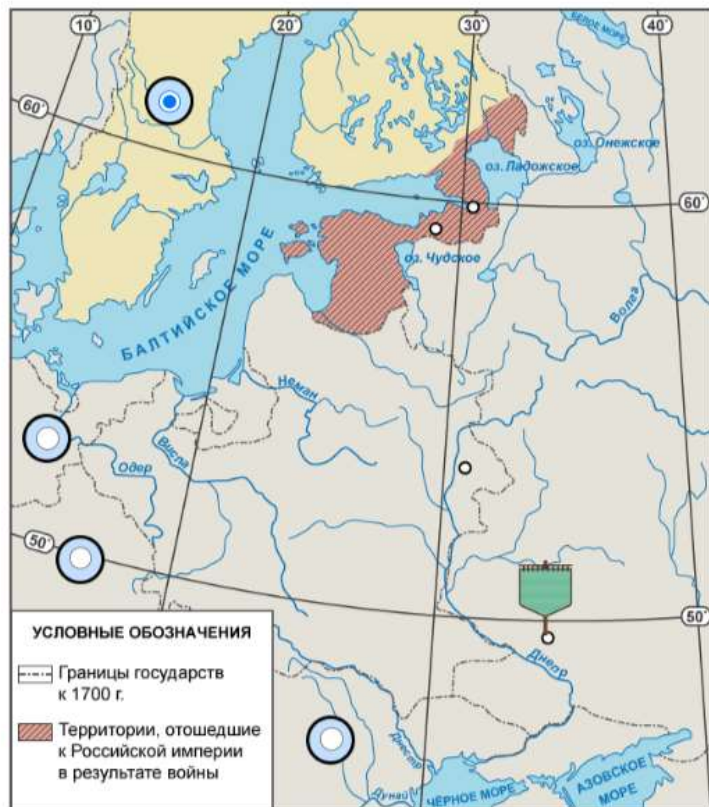 10°
20°
30°
40°
БЕЛОЕ МОРЕ
60°
оз. Онежское
оз. Ладожское
60°
оз. Чудское
БАЛТИЙСКОЕ МОРЕ
Волга
Неман
Висла
Одер
50°
50°
Днепр
Днестр
Дунай
ЧЁРНОЕ МОРЕ
АЗОВСКОЕ
МОРЕ
УСЛОВНЫЕ ОБОЗНАЧЕНИЯ
Границы государств
к 1700 г.
Территории, отошедшие
к Российской империи
в результате войны